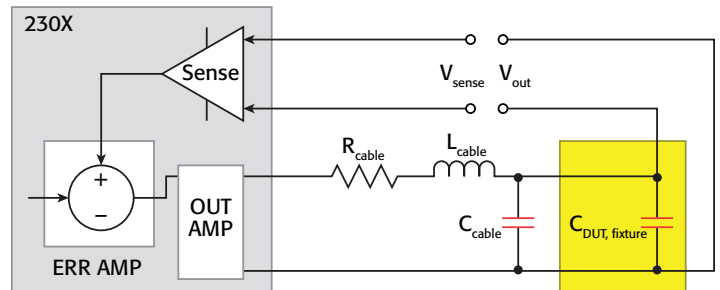 230X
Sense
V_sense V_out
R_cable
L_cable
+
−
OUT
AMP
C_cable
C_DUT, fixture
ERR AMP